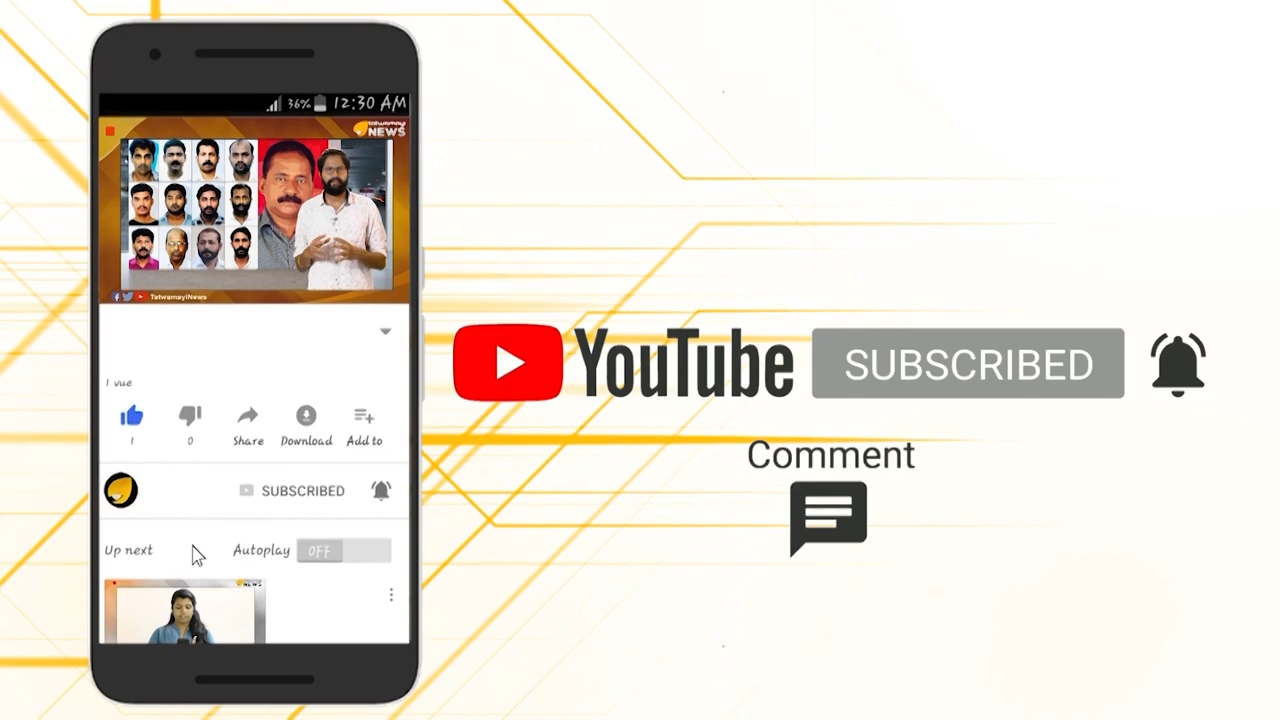 36% 12:30 AM
tatwamayi
NEWS
TatwamayiNews
1 vue
1 0 Share Download Add to
SUBSCRIBED
Up next Autoplay OFF
NEWS
YouTube SUBSCRIBED
Comment